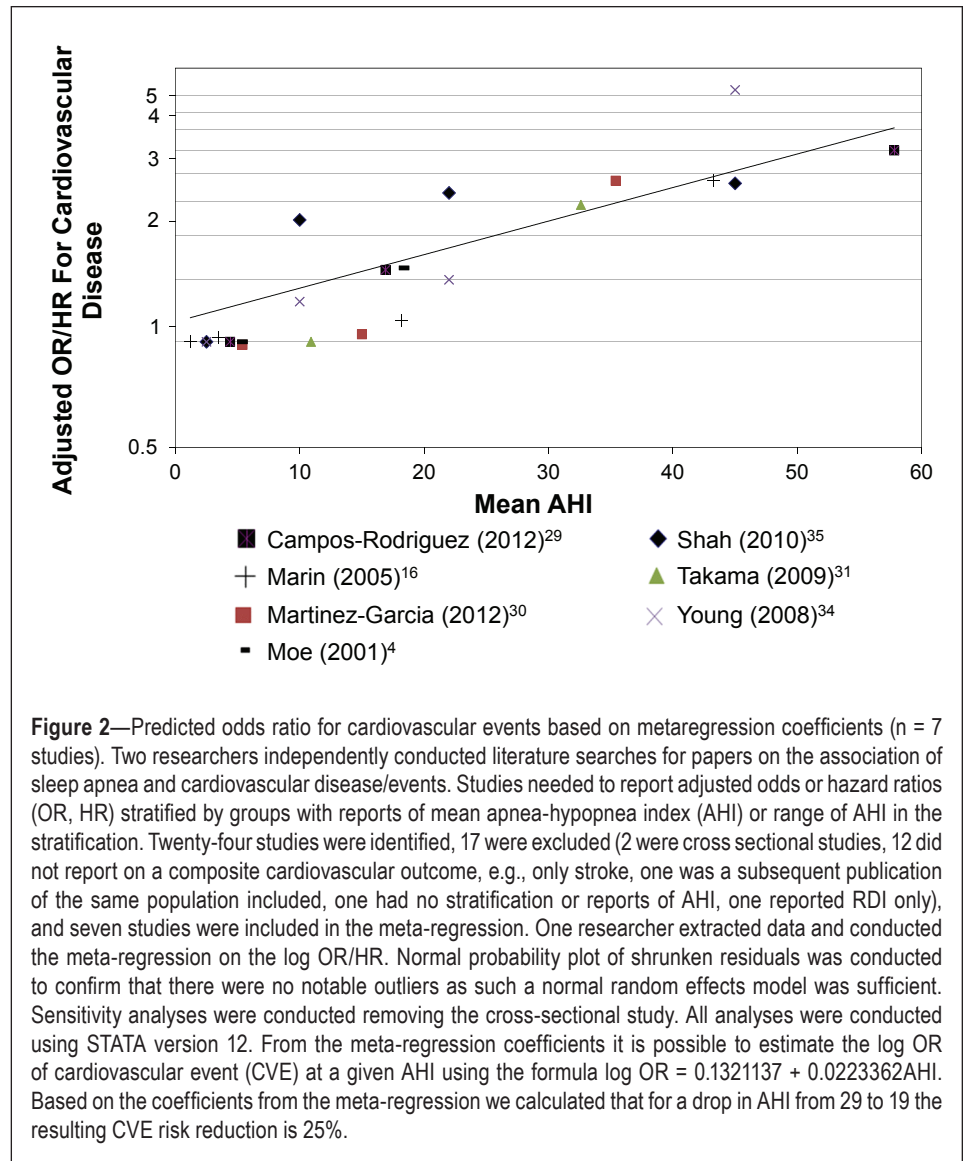 Adjusted OR/HR For Cardiovascular
Disease
5
4
3
2
1
0.5
0
10
20
30
40
50
60
Mean AHI
Campos-Rodriguez (2012)29
Marin (2005)16
Martinez-Garcia (2012)30
Moe (2001)4
Shah (2010)35
Takama (2009)31
Young (2008)34
Figure 2—Predicted odds ratio for cardiovascular events based on metaregression coefficients (n = 7
studies). Two researchers independently conducted literature searches for papers on the association of
sleep apnea and cardiovascular disease/events. Studies needed to report adjusted odds or hazard ratios
(OR, HR) stratified by groups with reports of mean apnea-hypopnea index (AHI) or range of AHI in the
stratification. Twenty-four studies were identified, 17 were excluded (2 were cross sectional studies, 12 did
not report on a composite cardiovascular outcome, e.g., only stroke, one was a subsequent publication
of the same population included, one had no stratification or reports of AHI, one reported RDI only),
and seven studies were included in the meta-regression. One researcher extracted data and conducted
the meta-regression on the log OR/HR. Normal probability plot of shrunken residuals was conducted
to confirm that there were no notable outliers as such a normal random effects model was sufficient.
Sensitivity analyses were conducted removing the cross-sectional study. All analyses were conducted
using STATA version 12. From the meta-regression coefficients it is possible to estimate the log OR
of cardiovascular event (CVE) at a given AHI using the formula log OR = 0.1321137 + 0.0223362AHI.
Based on the coefficients from the meta-regression we calculated that for a drop in AHI from 29 to 19 the
resulting CVE risk reduction is 25%.